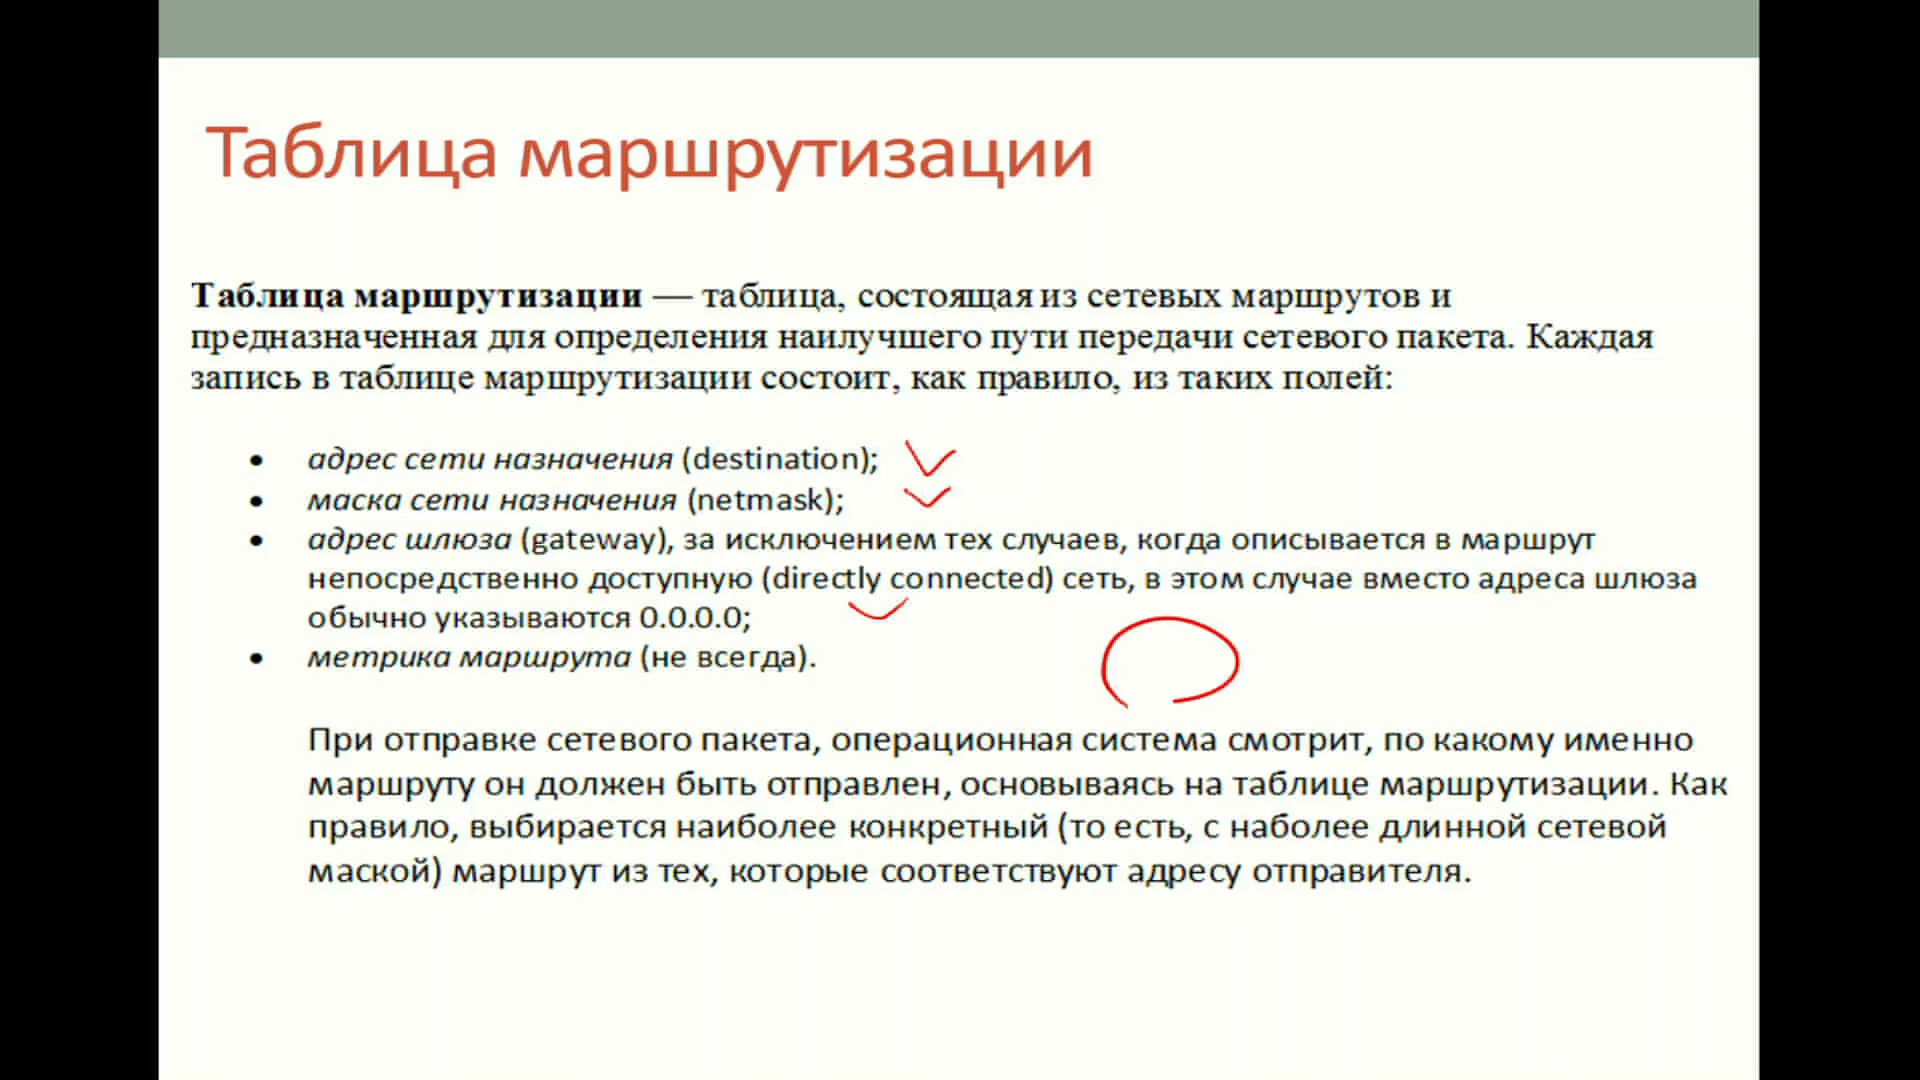 Таблица маршрутизации
Таблица маршрутизации — таблица, состоящая из сетевых маршрутов и
предназначенная для определения наилучшего пути передачи сетевого пакета. Каждая
запись в таблице маршрутизации состоит, как правило, из таких полей:
• адрес сети назначения (destination);
• маска сети назначения (netmask);
• адрес шлюза (gateway), за исключением тех случаев, когда описывается в маршрут
непосредственно доступную (directly connected) сеть, в этом случае вместо адреса шлюза
обычно указываются 0.0.0.0;
• метрика маршрута (не всегда).
При отправке сетевого пакета, операционная система смотрит, по какому именно
маршруту он должен быть отправлен, основываясь на таблице маршрутизации. Как
правило, выбирается наиболее конкретный (то есть, с наболее длинной сетевой
маской) маршрут из тех, которые соответствуют адресу отправителя.